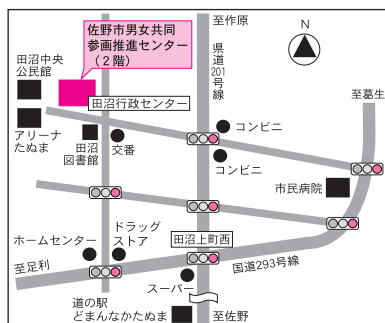 至作原
N
佐野市男女共同
参画推進センター
（２階）
田沼中央
公民館
県道
201
号線
至葛生
田沼行政センター
アリーナ
たぬま
田沼
図書館
交番
コンビニ
コンビニ
市民病院
ホームセンター
ドラッグ
ストア
田沼上町西
至足利
国道293号線
スーパー
道の駅
どまんなかたぬま
至佐野